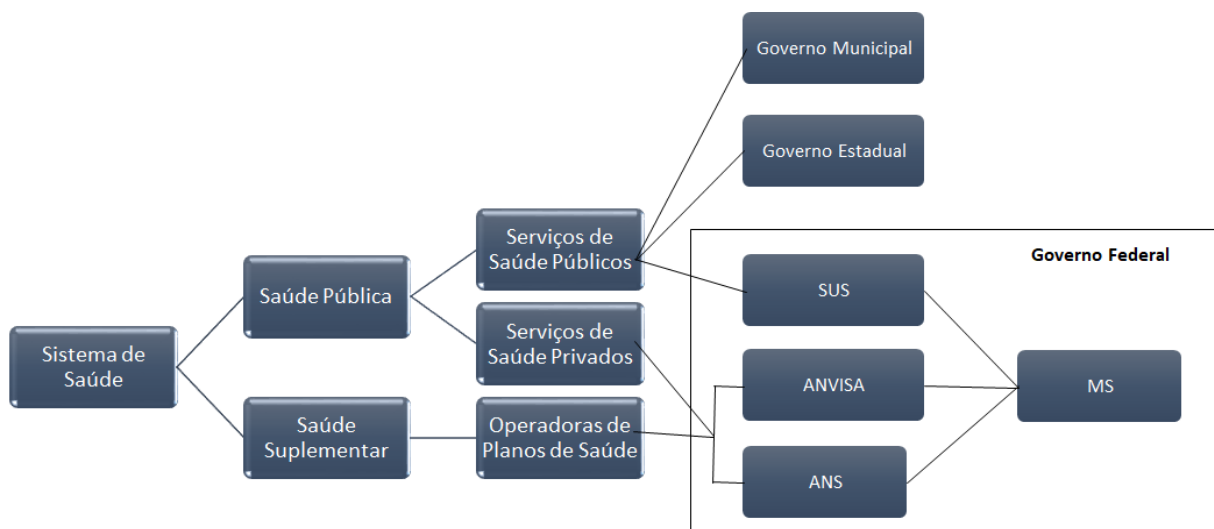 Sistema de
Saúde
Saúde Pública
Saúde
Suplementar
Serviços de
Saúde Públicos
Serviços de
Saúde Privados
Operadoras de
Planos de Saúde
Governo Municipal
Governo Estadual
Governo Federal
SUS
ANVISA
ANS
MS